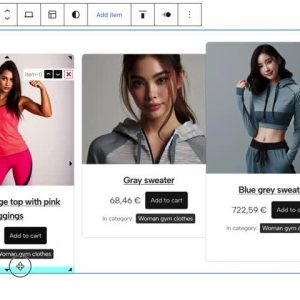 Add item
item-0
ge top with pink
ggings
Add to cart
Woman gym clothes
Gray sweater
68,46 €
Add to cart
In category: Woman gym clothes
Blue grey sweat
722,59 €
Add to ca
In category: Woman gym clothes